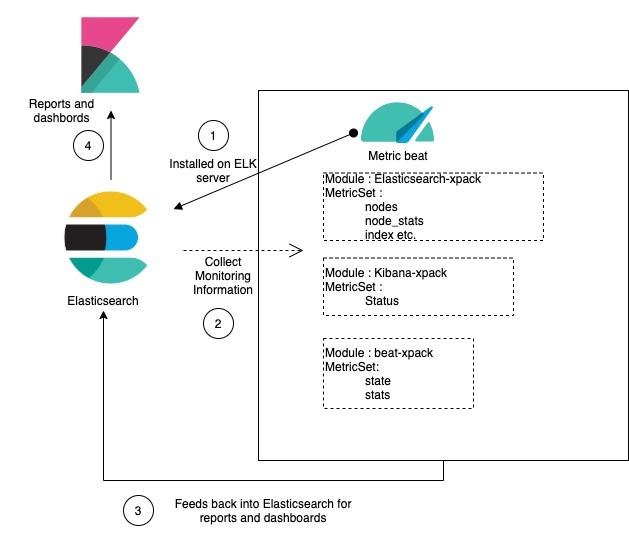 Reports and
dashbords
4
1
Installed on ELK
server
Metric beat
Module : Elasticsearch-xpack
MetricSet :
nodes
node_stats
index etc.
Elasticsearch
Collect
Monitoring
Information
2
Module : Kibana-xpack
MetricSet :
Status
Module : beat-xpack
MetricSet:
state
stats
3
Feeds back into Elasticsearch for
reports and dashboards